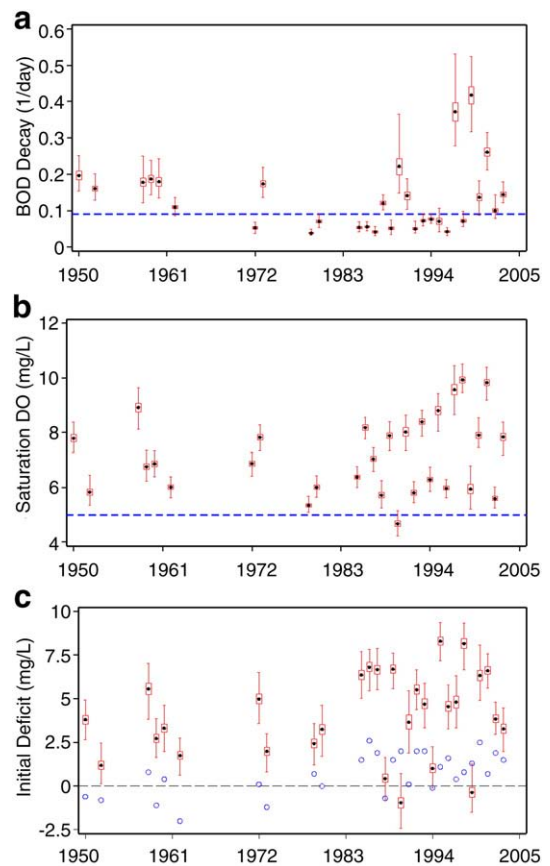 a
BOD Decay (1/day)
0.6
0.5
0.4
0.3
0.2
0.1
0
1950 1961 1972 1983 1994 2005
b
Saturation DO (mg/L)
12
10
8
6
4
1950 1961 1972 1983 1994 2005
c
Initial Deficit (mg/L)
10
7.5
5
2.5
0
-2.5
1950 1961 1972 1983 1994 2005